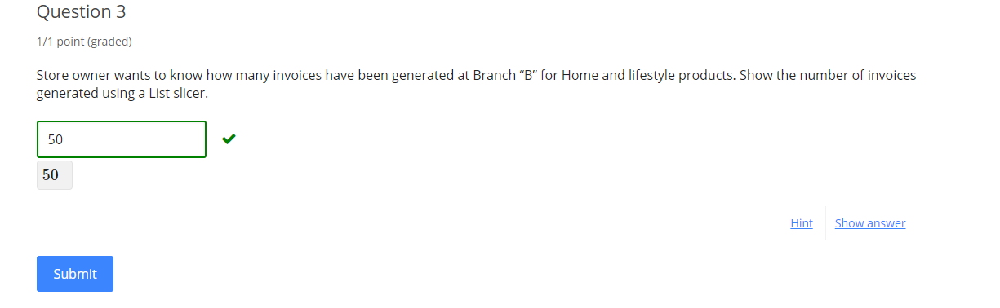 Question 3
1/1 point (graded)
Store owner wants to know how many invoices have been generated at Branch “B” for Home and lifestyle products. Show the number of invoices
generated using a List slicer.
50
50
Hint
Show answer
Submit